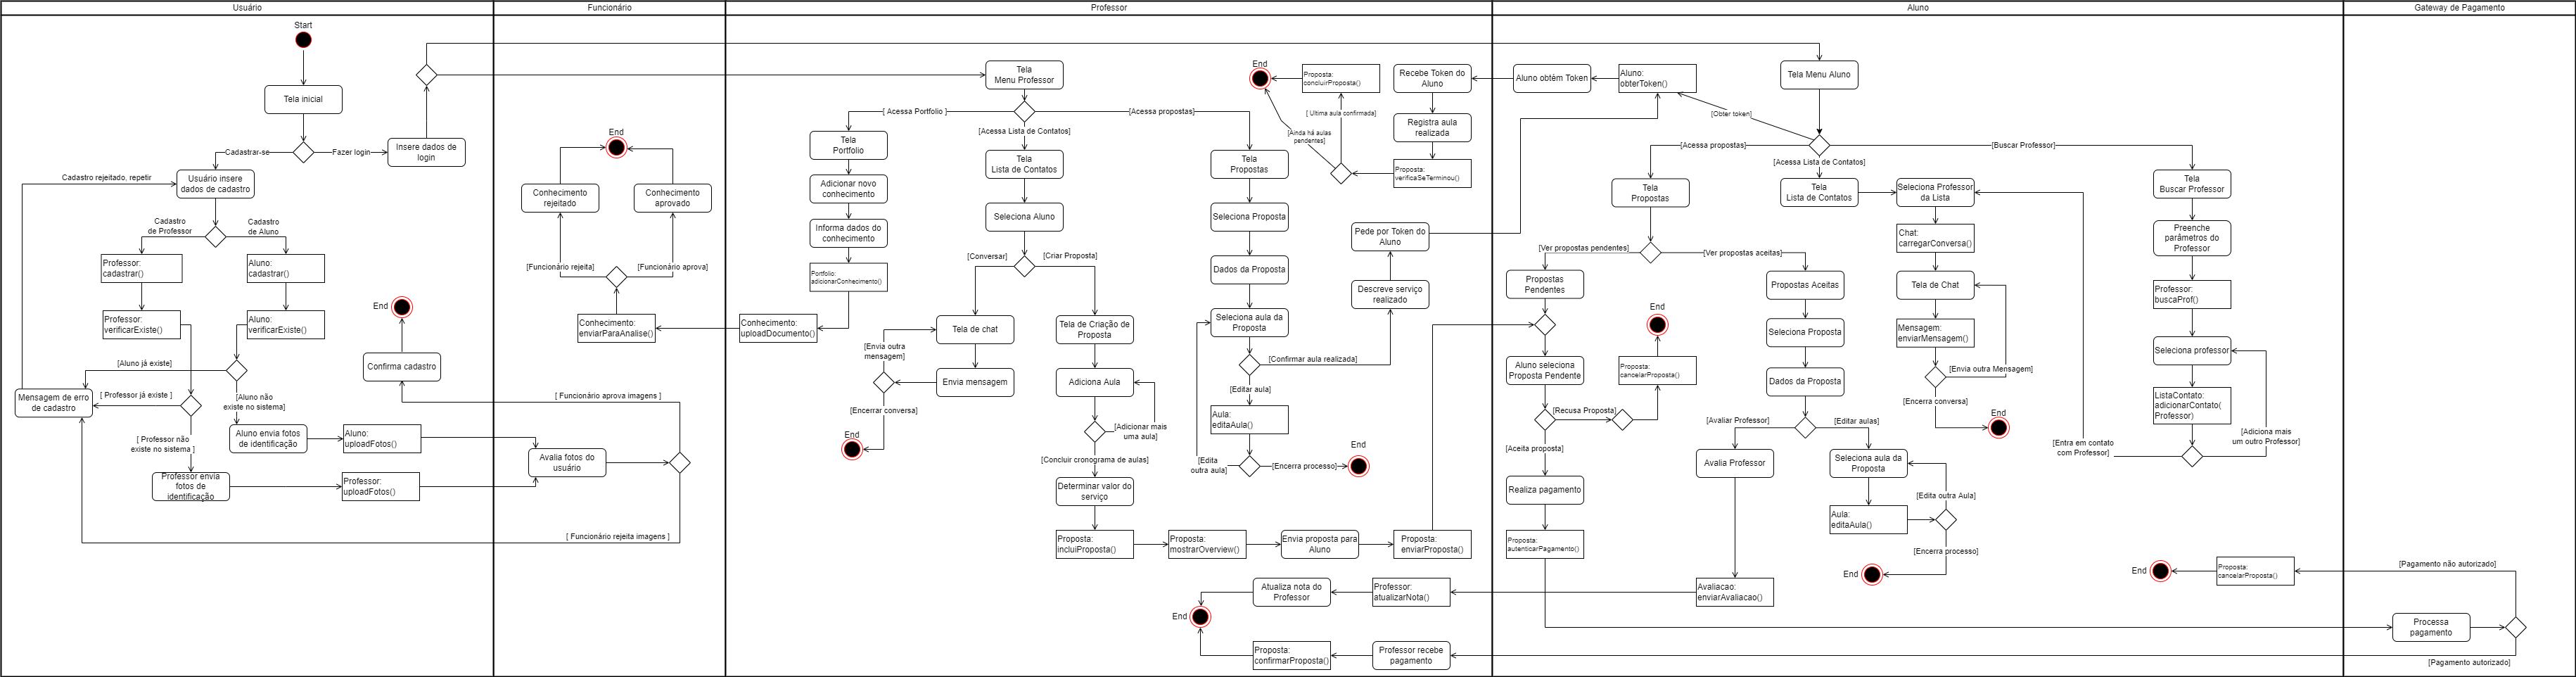 Usuário
Funcionário
Professor
Aluno
Gateway de Pagamento
Start
Tela inicial
Cadastrar-se
Fazer login
Insere dados de
login
Cadastro rejeitado, repetir
Usuário insere
dados de cadastro
Cadastro
de Professor
Cadastro
de Aluno
Professor:
cadastrar()
Aluno:
cadastrar()
Professor:
verificarExiste()
Aluno:
verificarExiste()
End
[Aluno já existe]
Confirma cadastro
Mensagem de erro
de cadastro
[ Professor já existe ]
[Aluno não
existe no sistema]
[ Professor não
existe no sistema ]
Aluno envia fotos
de identificação
Aluno:
uploadFotos()
Professor envia
fotos de
identificação
Professor:
uploadFotos()
End
Conhecimento
rejeitado
Conhecimento
aprovado
[Funcionário rejeita]
[Funcionário aprova]
Conhecimento:
enviarParaAnalise()
[ Funcionário aprova imagens ]
Avalia fotos do
usuário
[ Funcionário rejeita imagens ]
Tela
Menu Professor
[ Acessa Portfolio ]
[Acessa Lista de Contatos]
[Acessa propostas]
Tela
Portfolio
Adicionar novo
conhecimento
Informa dados do
conhecimento
Portfolio:
adicionarConhecimento()
Conhecimento:
uploadDocumento()
Tela
Lista de Contatos
Seleciona Aluno
[Conversar]
[Criar Proposta]
Tela de chat
[Envia outra
mensagem]
Envia mensagem
[Encerrar conversa]
End
Tela de Criação de
Proposta
Adiciona Aula
[Adicionar mais
uma aula]
[Concluir cronograma de aulas]
Determinar valor do
serviço
Proposta:
incluiProposta()
Proposta:
mostrarOverview()
Envia proposta para
Aluno
Proposta:
enviarProposta()
Tela
Propostas
Seleciona Proposta
Dados da Proposta
Seleciona aula da
Proposta
[Confirmar aula realizada]
[Editar aula]
Aula:
editaAula()
[Edita
outra aula]
[Encerra processo]
End
Descreve serviço
realizado
Pede por Token do
Aluno
End
Proposta:
concluirProposta()
[ Ultima aula confirmada]
[Ainda há aulas
pendentes]
Recebe Token do
Aluno
Registra aula
realizada
Proposta:
verificaSeTerminou()
Atualiza nota do
Professor
Professor:
atualizarNota()
End
Proposta:
confirmarProposta()
Professor recebe
pagamento
Aluno obtém Token
Aluno:
obterToken()
Tela Menu Aluno
[Obter token]
[Acessa propostas]
[Acessa Lista de Contatos]
[Buscar Professor]
Tela
Propostas
[Ver propostas pendentes]
[Ver propostas aceitas]
Propostas
Pendentes
Aluno seleciona
Proposta Pendente
[Recusa Proposta]
Proposta:
cancelarProposta()
End
[Aceita proposta]
Realiza pagamento
Proposta:
autenticarPagamento()
Propostas Aceitas
Seleciona Proposta
Dados da Proposta
[Avaliar Professor]
[Editar aulas]
Avalia Professor
Avaliacao:
enviarAvaliacao()
Seleciona aula da
Proposta
Aula:
editaAula()
[Edita outra Aula]
[Encerra processo]
End
Tela
Lista de Contatos
Seleciona Professor
da Lista
Chat:
carregarConversa()
Tela de Chat
Mensagem:
enviarMensagem()
[Envia outra Mensagem]
[Encerra conversa]
End
Tela
Buscar Professor
Preenche
parâmetros do
Professor
Professor:
buscaProf()
Seleciona professor
ListaContato:
adicionarContato(
Professor)
[Entra em contato
com Professor]
[Adiciona mais
um outro Professor]
End
Proposta:
cancelarProposta()
[Pagamento não autorizado]
Processa
pagamento
[Pagamento autorizado]